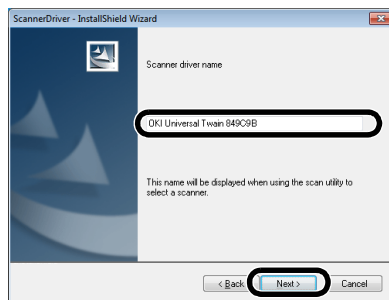 ScannerDriver - InstallShield Wizard
Scanner driver name
OKI Universal Twain 849C9B
This name will be displayed when using the scan utility to
select a scanner.
< Back
Next >
Cancel